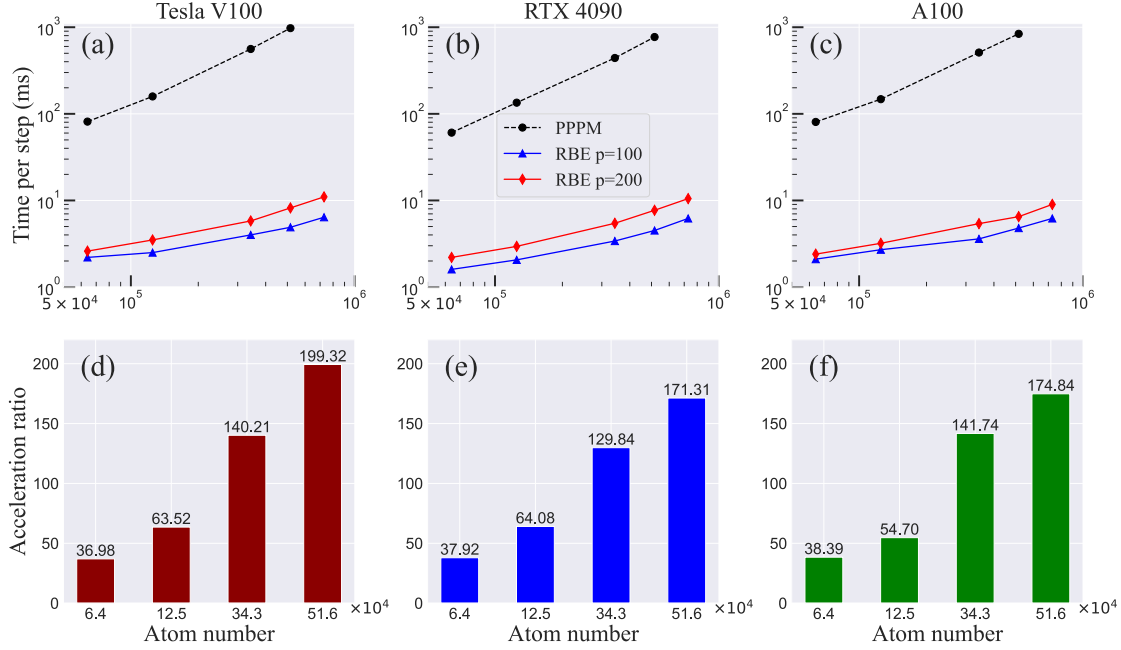 Tesla V100 RTX 4090 A100
(a) (b) (c)
Time per step (ms)
10³ 10² 10¹ 10⁰
PPPM
RBE p=100
RBE p=200
5 × 10⁴ 10⁵ 10⁶
10³ 10² 10¹ 10⁰
5 × 10⁴ 10⁵ 10⁶
10³ 10² 10¹ 10⁰
5 × 10⁴ 10⁵ 10⁶
(d)
Acceleration ratio
200 150 100 50 0
36.98 63.52 140.21 199.32
6.4 12.5 34.3 51.6 ×10⁴
Atom number
(e)
200 150 100 50 0
37.92 64.08 129.84 171.31
6.4 12.5 34.3 51.6 ×10⁴
Atom number
(f)
200 150 100 50 0
38.39 54.70 141.74 174.84
6.4 12.5 34.3 51.6 ×10⁴
Atom number